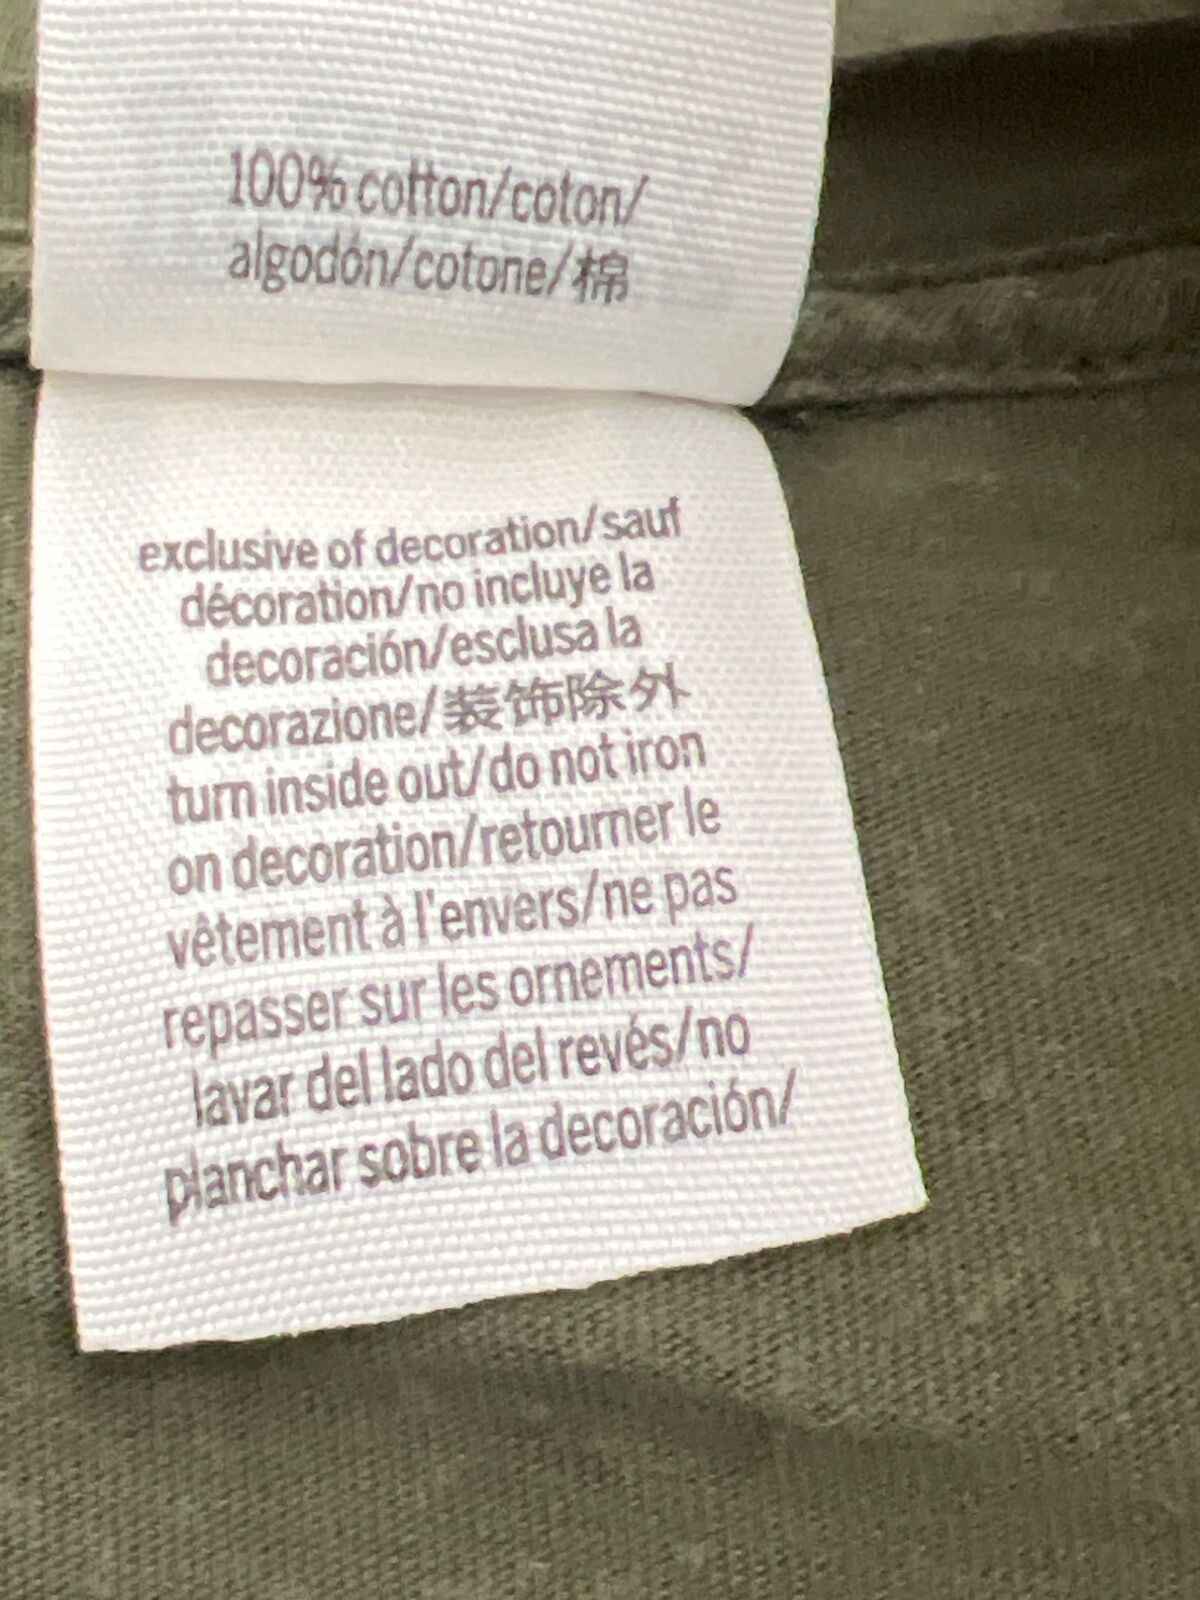 100% cotton/coton/
algodón/cotone/棉
exclusive of decoration/sauf
décoration/no incluye la
decoración/esclusa la
decorazione/装饰除外
turn inside out/do not iron
on decoration/retourner le
vêtement à l'envers/ne pas
repasser sur les ornements/
lavar del lado del revés/no
planchar sobre la decoración/